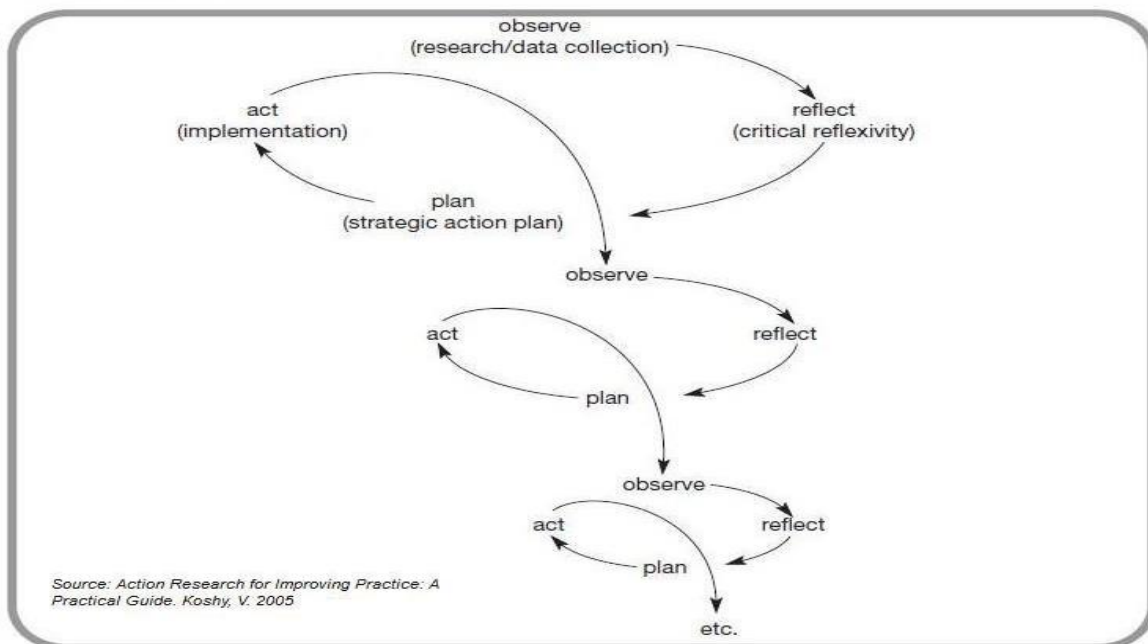 observe
(research/data collection)
act
(implementation)
reflect
(critical reflexivity)
plan
(strategic action plan)
observe
act
reflect
plan
observe
act
reflect
plan
Source: Action Research for Improving Practice: A
Practical Guide. Koshy, V. 2005
etc.